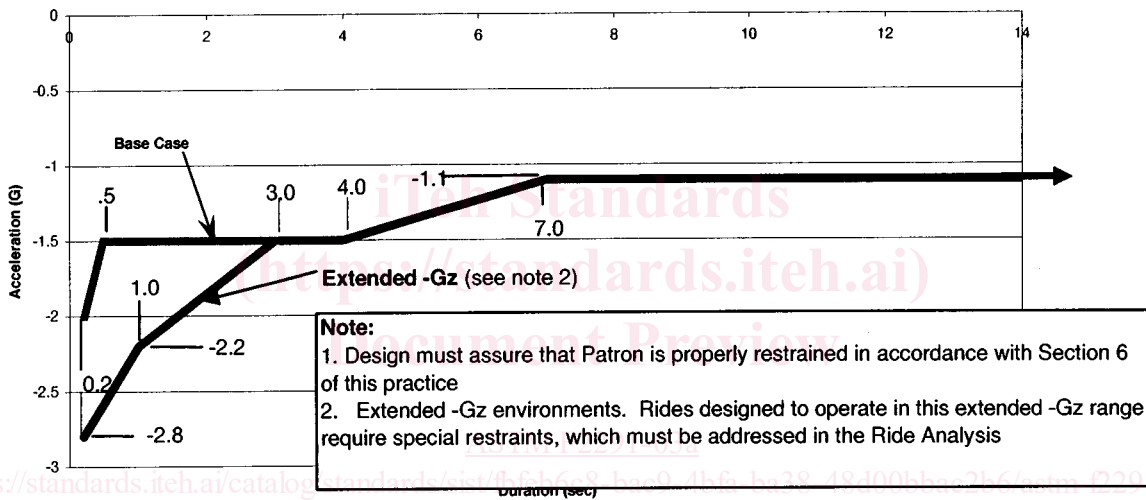 0
0 2 4 6 8 10 12 14
-0.5
Base Case
-1
.5
3.0
4.0
-1.1
7.0
iTeh Standards
-1.5
(https://standards.iteh.ai)
Extended -Gz (see note 2)
1.0
-2
-2.2
Document Preview
Note:
1. Design must assure that Patron is properly restrained in accordance with Section 6
of this practice
2. Extended -Gz environments. Rides designed to operate in this extended -Gz range
require special restraints, which must be addressed in the Ride Analysis
0.2
-2.5
-2.8
ASTM F2291-03a
-3
Acceleration (G)
Duration (sec)